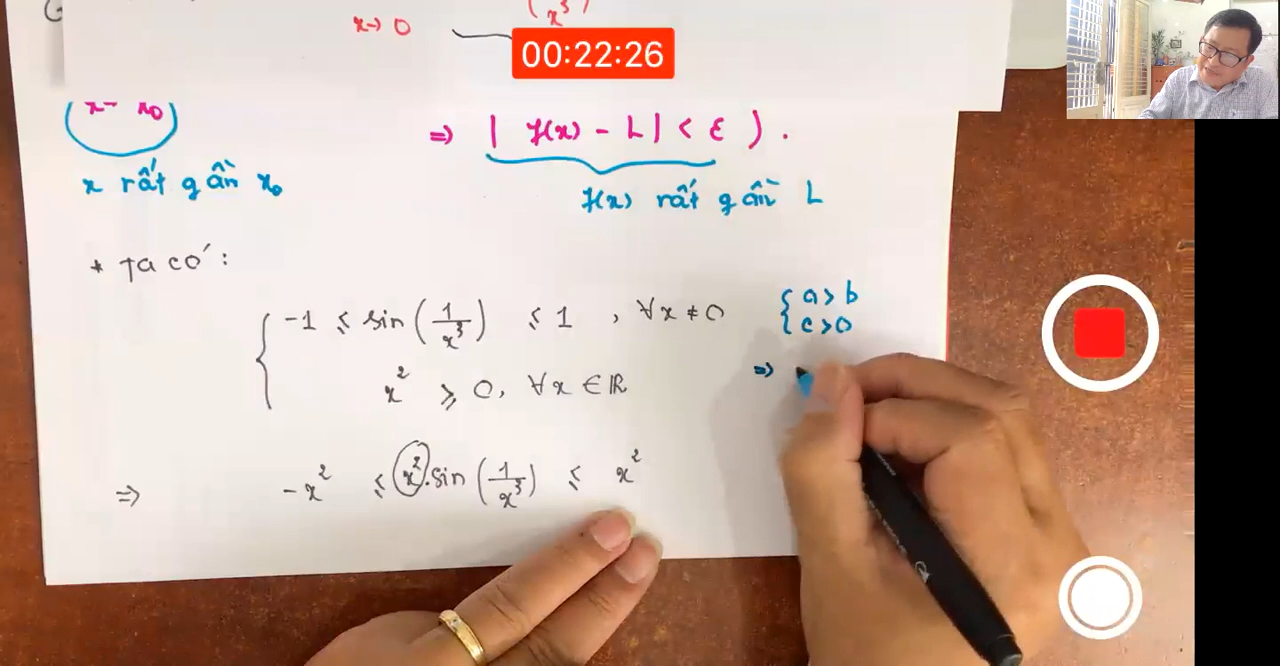 x→ 0
(x³)
00:22:26
x→ x₀
=> | f(x) - L | < ε ) .
x rất gần x₀
f(x) rất gần L
* Ta có:
{ -1 ⩽ sin(1/x³) ⩽ 1 , ∀x ≠ 0
x² ⩾ 0, ∀x ∈ ℝ
{ a > b
{ c > 0
=>
=> -x² ⩽ x².sin(1/x³) ⩽ x²